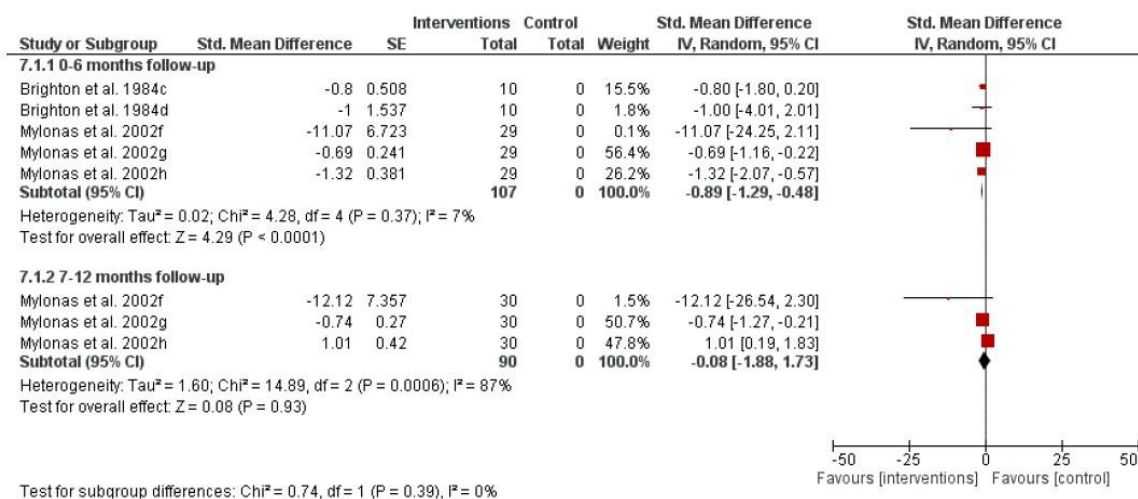 Interventions Control Std. Mean Difference Std. Mean Difference
Study or Subgroup Std. Mean Difference SE Total Total Weight IV, Random, 95% CI IV, Random, 95% CI
7.1.1 0-6 months follow-up
Brighton et al. 1984c -0.8 0.508 10 0 15.5% -0.80 [-1.80, 0.20]
Brighton et al. 1984d -1 1.537 10 0 1.8% -1.00 [-4.01, 2.01]
Mylonas et al. 2002f -11.07 6.723 29 0 0.1% -11.07 [-24.25, 2.11]
Mylonas et al. 2002g -0.69 0.241 29 0 56.4% -0.69 [-1.16, -0.22]
Mylonas et al. 2002h -1.32 0.381 29 0 26.2% -1.32 [-2.07, -0.57]
Subtotal (95% CI) 107 0 100.0% -0.89 [-1.29, -0.48]
Heterogeneity: Tau² = 0.02; Chi² = 4.28, df = 4 (P = 0.37); I² = 7%
Test for overall effect: Z = 4.29 (P < 0.0001)
7.1.2 7-12 months follow-up
Mylonas et al. 2002f -12.12 7.357 30 0 1.5% -12.12 [-26.54, 2.30]
Mylonas et al. 2002g -0.74 0.27 30 0 50.7% -0.74 [-1.27, -0.21]
Mylonas et al. 2002h 1.01 0.42 30 0 47.8% 1.01 [0.19, 1.83]
Subtotal (95% CI) 90 0 100.0% -0.08 [-1.88, 1.73]
Heterogeneity: Tau² = 1.60; Chi² = 14.89, df = 2 (P = 0.0006); I² = 87%
Test for overall effect: Z = 0.08 (P = 0.93)
-50 -25 0 25 50
Favours [interventions] Favours [control]
Test for subgroup differences: Chi² = 0.74, df = 1 (P = 0.39), I² = 0%